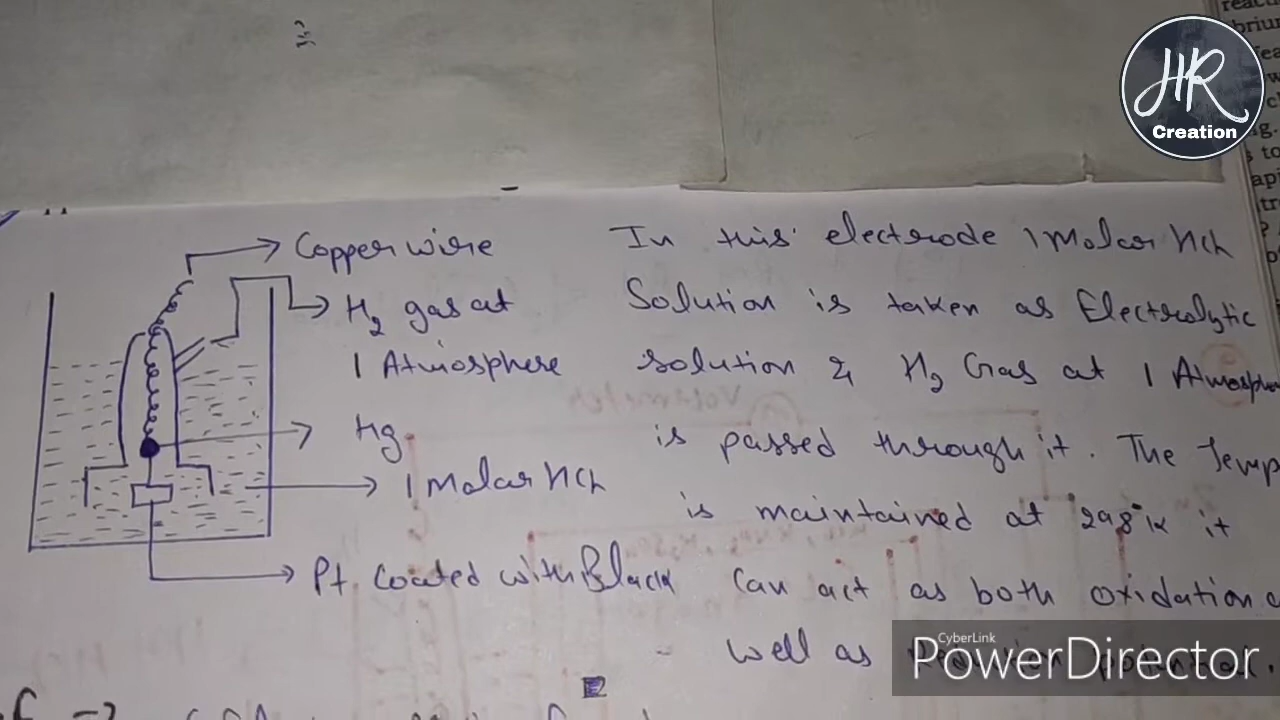 HR
Creation
Copper wire
H2 gas at
1 Atmosphere
Hg
1 Molar HCl
Pt coated with Black
In this electrode 1 Molar HCl
Solution is taken as Electrolytic
solution & H2 Gas at 1 Atmosphe
is passed through it. The Temp
is maintained at 298°K it
Can act as both oxidation
well as
CyberLink
PowerDirector